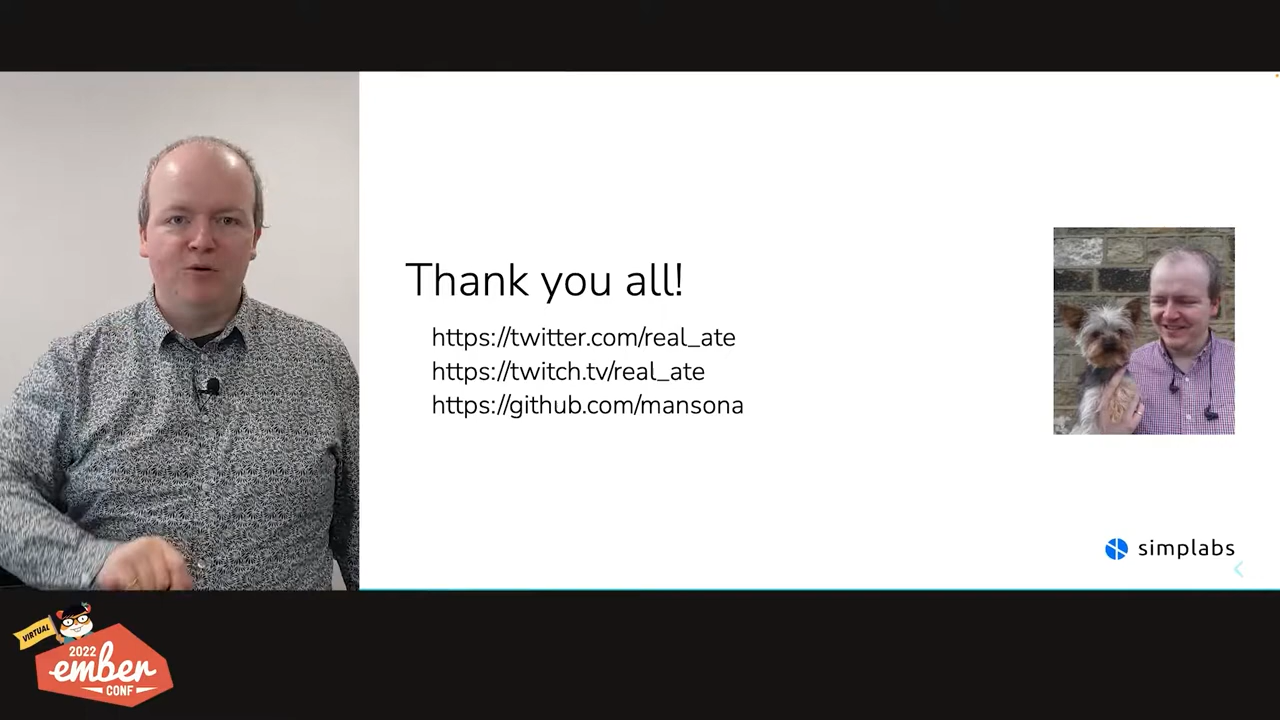 Thank you all!
https://twitter.com/real_ate
https://twitch.tv/real_ate
https://github.com/mansona
simplabs
VIRTUAL
2022
ember
CONF